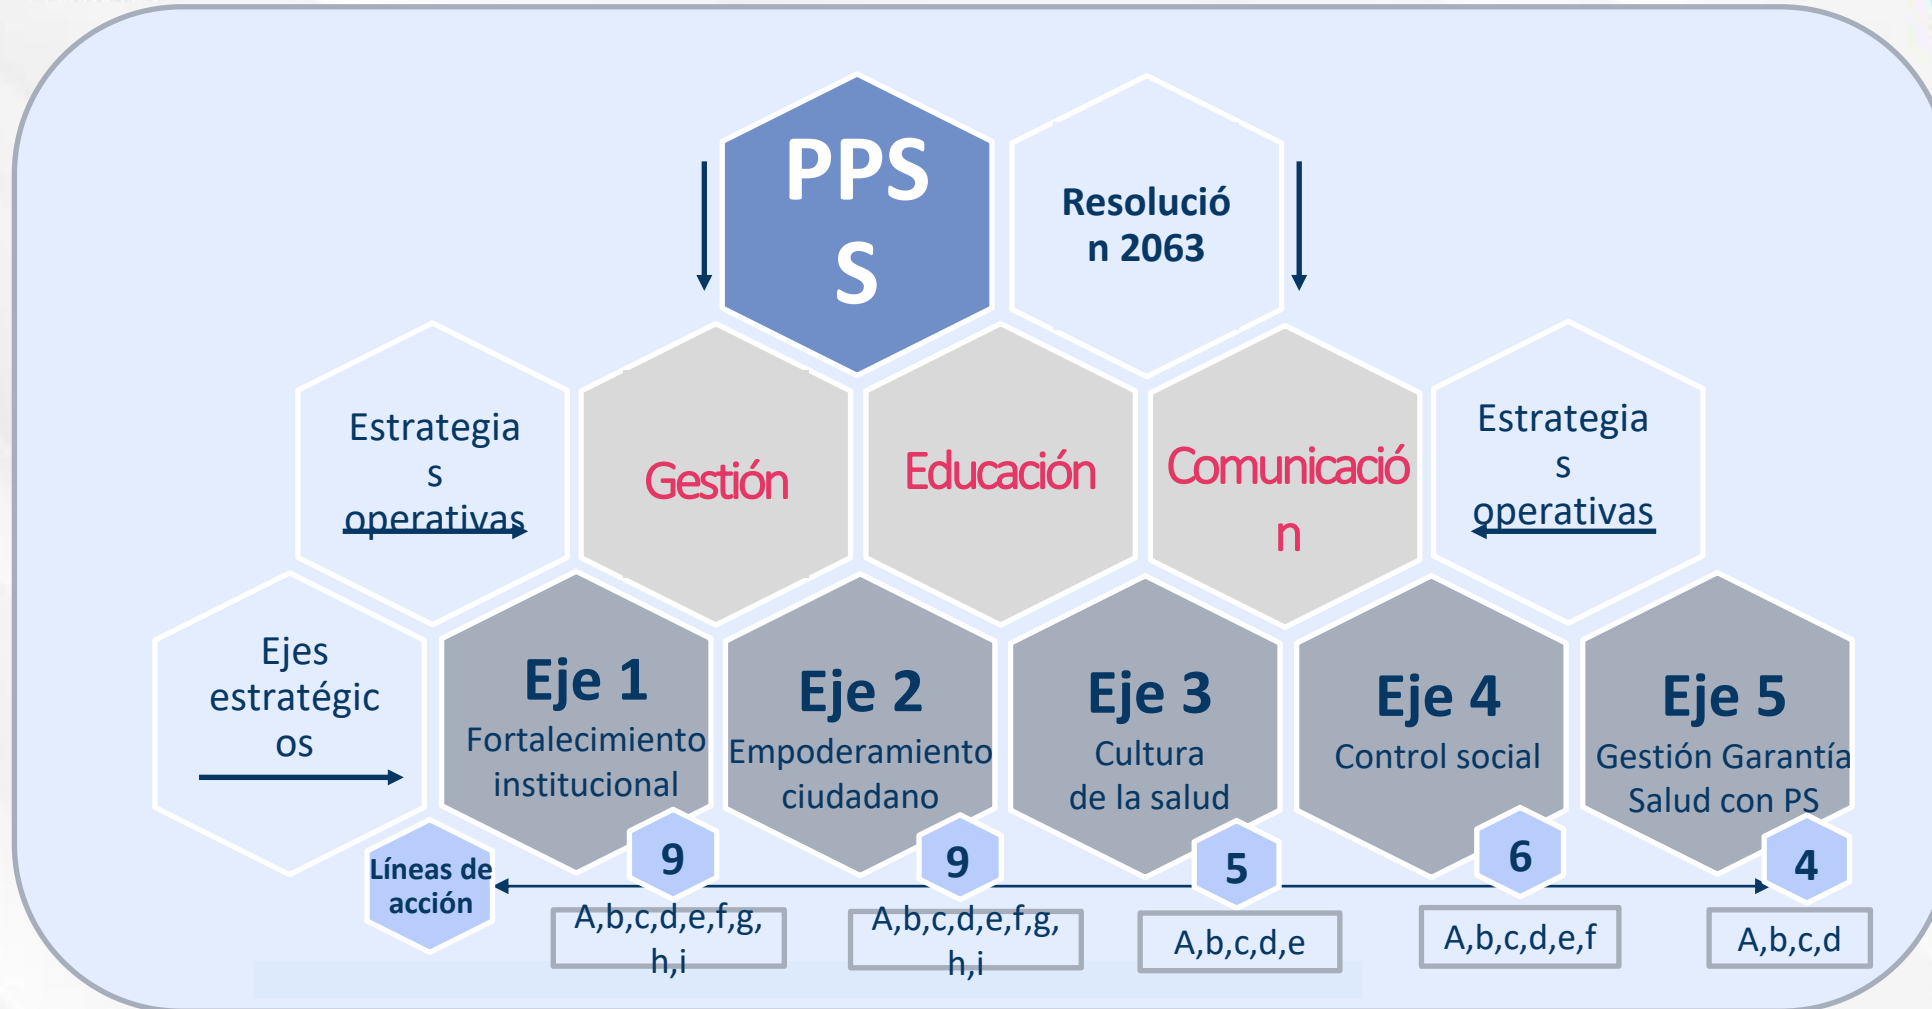 PPS
S
Resolució
n 2063
Estrategia
s
operativas
Gestión
Educación
Comunicació
n
Estrategia
s
operativas
Ejes
estratégic
os
Eje 1
Fortalecimiento
institucional
Eje 2
Empoderamiento
ciudadano
Eje 3
Cultura
de la salud
Eje 4
Control social
Eje 5
Gestión Garantía
Salud con PS
Líneas de
acción
9
9
5
6
4
A,b,c,d,e,f,g,
h,i
A,b,c,d,e,f,g,
h,i
A,b,c,d,e
A,b,c,d,e,f
A,b,c,d